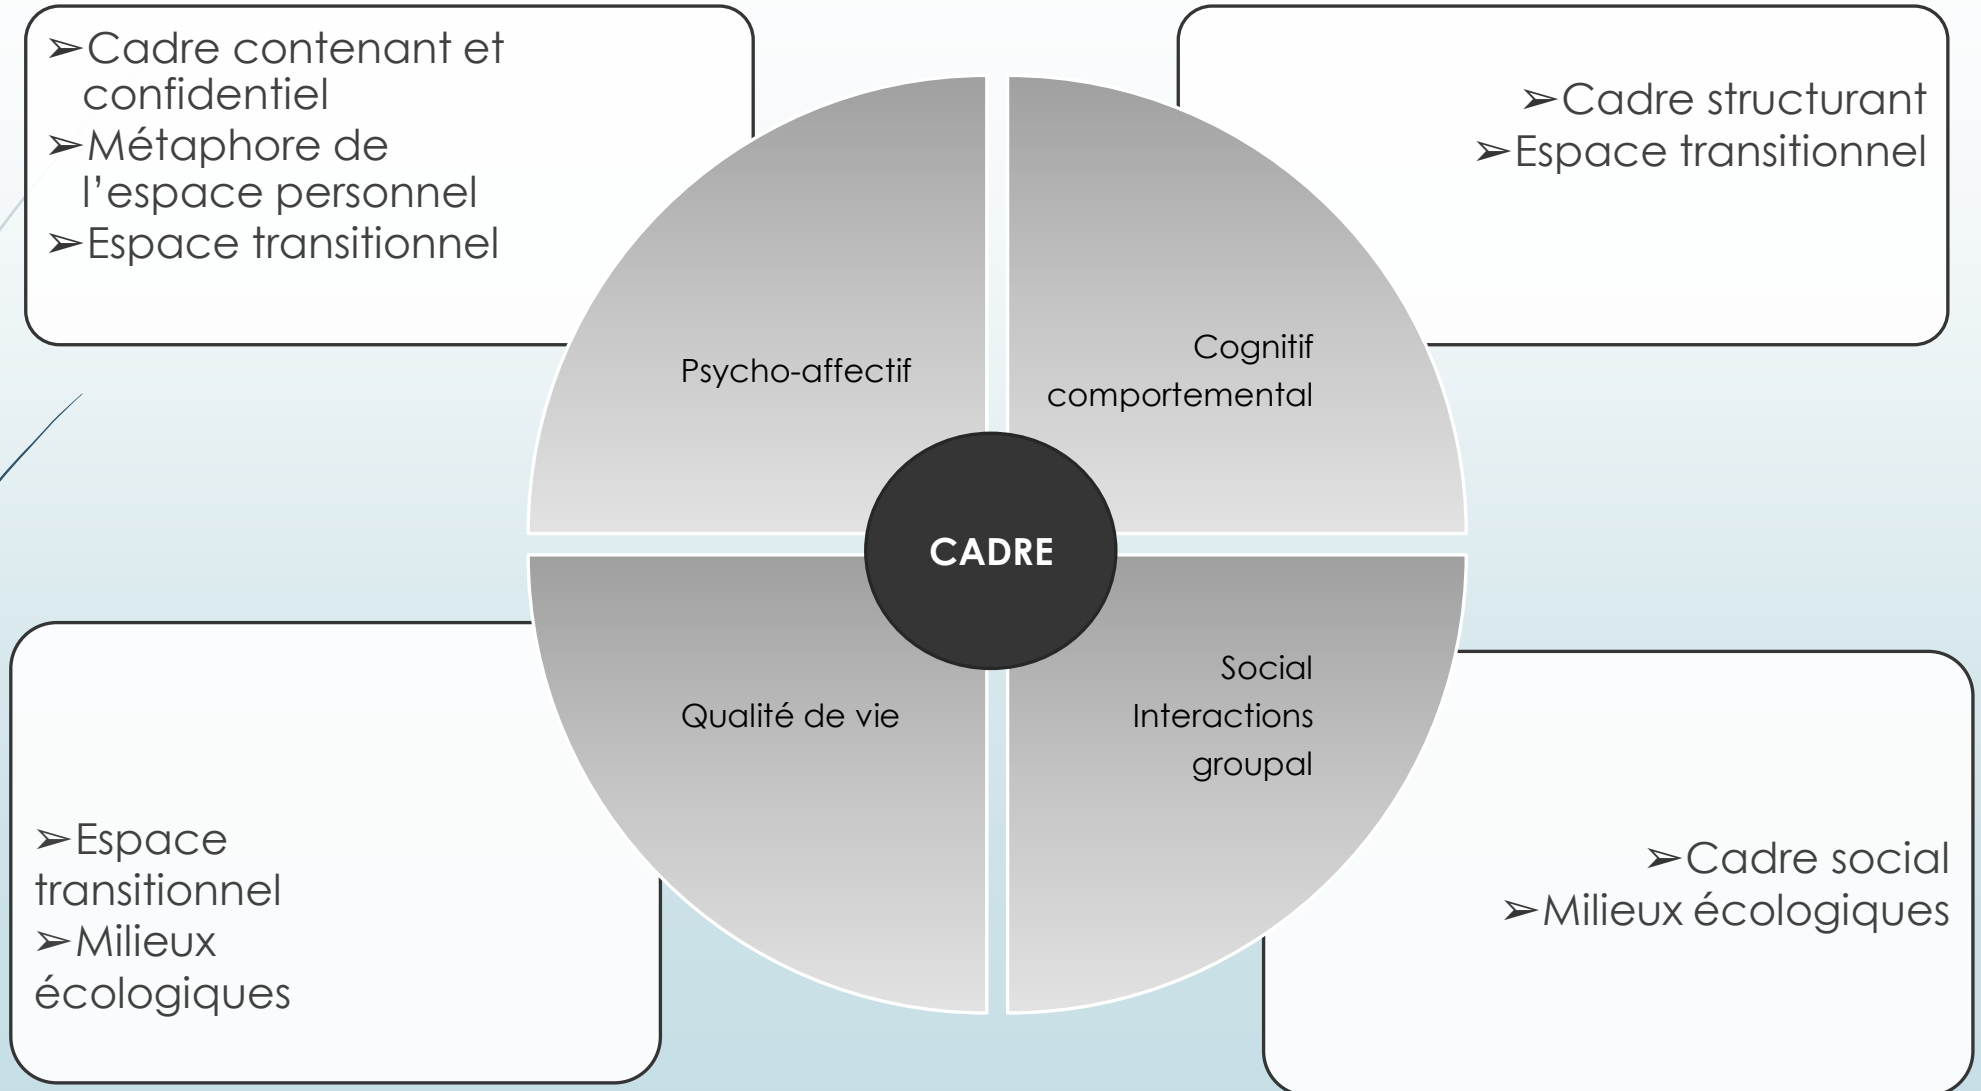 ➢Cadre contenant et
confidentiel
➢Métaphore de
l’espace personnel
➢Espace transitionnel
➢Cadre structurant
➢Espace transitionnel
Psycho-affectif
Cognitif
comportemental
CADRE
Qualité de vie
Social
Interactions
groupal
➢Espace
transitionnel
➢Milieux
écologiques
➢Cadre social
➢Milieux écologiques